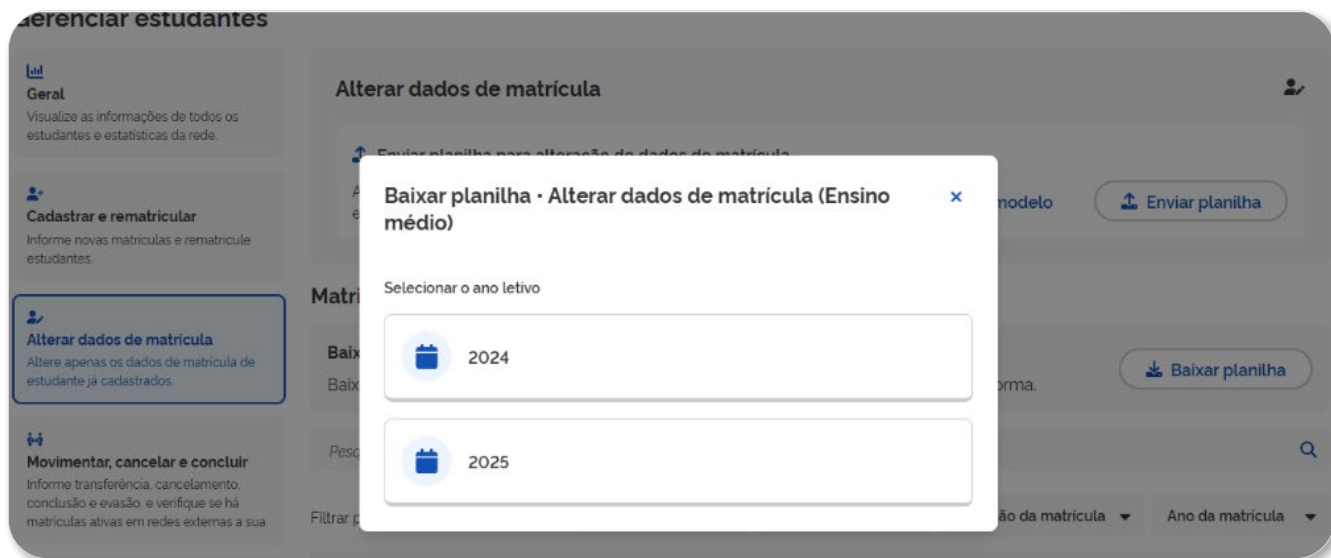 Gerenciar estudantes
Geral
Visualize as informações de todos os
estudantes e estatísticas da rede.
Cadastrar e rematricular
Informe novas matrículas e rematricule
estudantes.
Alterar dados de matrícula
Altere apenas os dados de matrícula de
estudante já cadastrados.
Movimentar, cancelar e concluir
Informe transferência, cancelamento,
conclusão e evasão, e verifique se há
matrículas ativas em redes externas a sua
Alterar dados de matrícula
Enviar planilha para alteração de dados de matrícula
modelo
Enviar planilha
Matrí
Baix
Baix
orma.
Baixar planilha
Pesq
Filtrar p
ão da matrícula
Ano da matrícula
Baixar planilha • Alterar dados de matrícula (Ensino
médio)
Selecionar o ano letivo
2024
2025